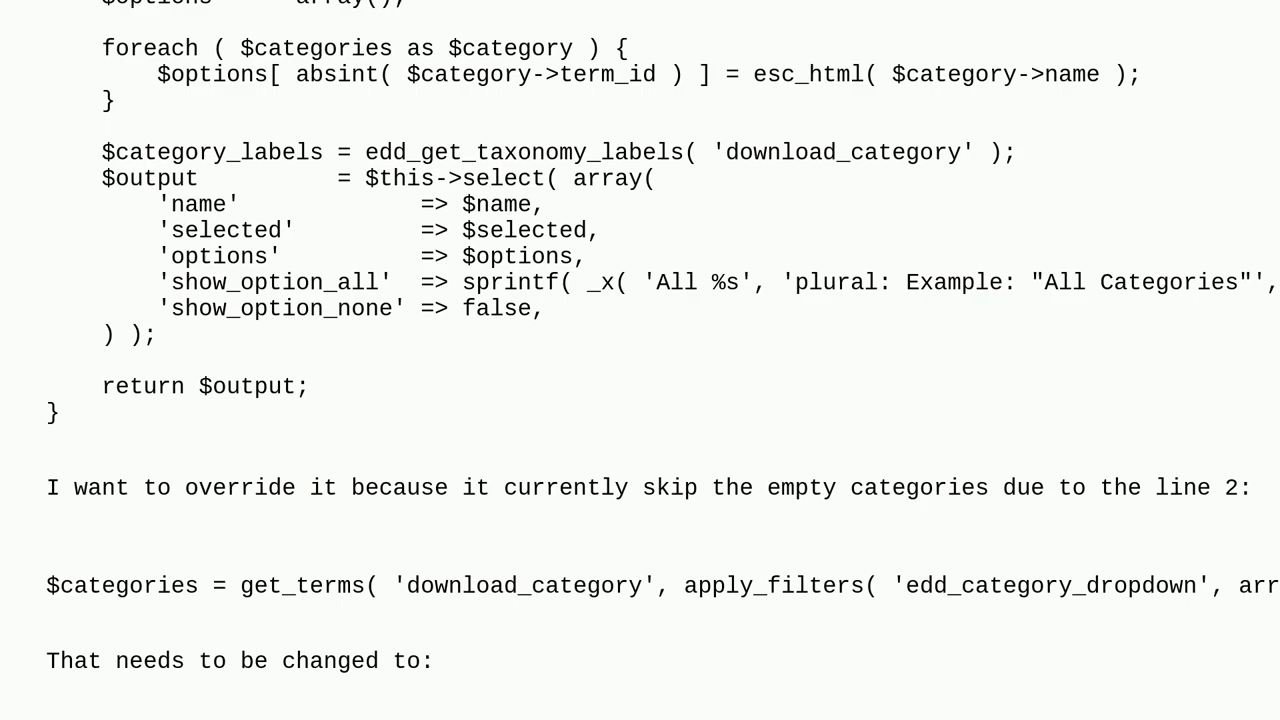 $options      array();
foreach ( $categories as $category ) {
    $options[ absint( $category->term_id ) ] = esc_html( $category->name );
}
$category_labels = edd_get_taxonomy_labels( 'download_category' );
$output          = $this->select( array(
    'name'             => $name,
    'selected'         => $selected,
    'options'          => $options,
    'show_option_all'  => sprintf( _x( 'All %s', 'plural: Example: "All Categories"',
    'show_option_none' => false,
) );
return $output;
}
I want to override it because it currently skip the empty categories due to the line 2:
$categories = get_terms( 'download_category', apply_filters( 'edd_category_dropdown', arr
That needs to be changed to: